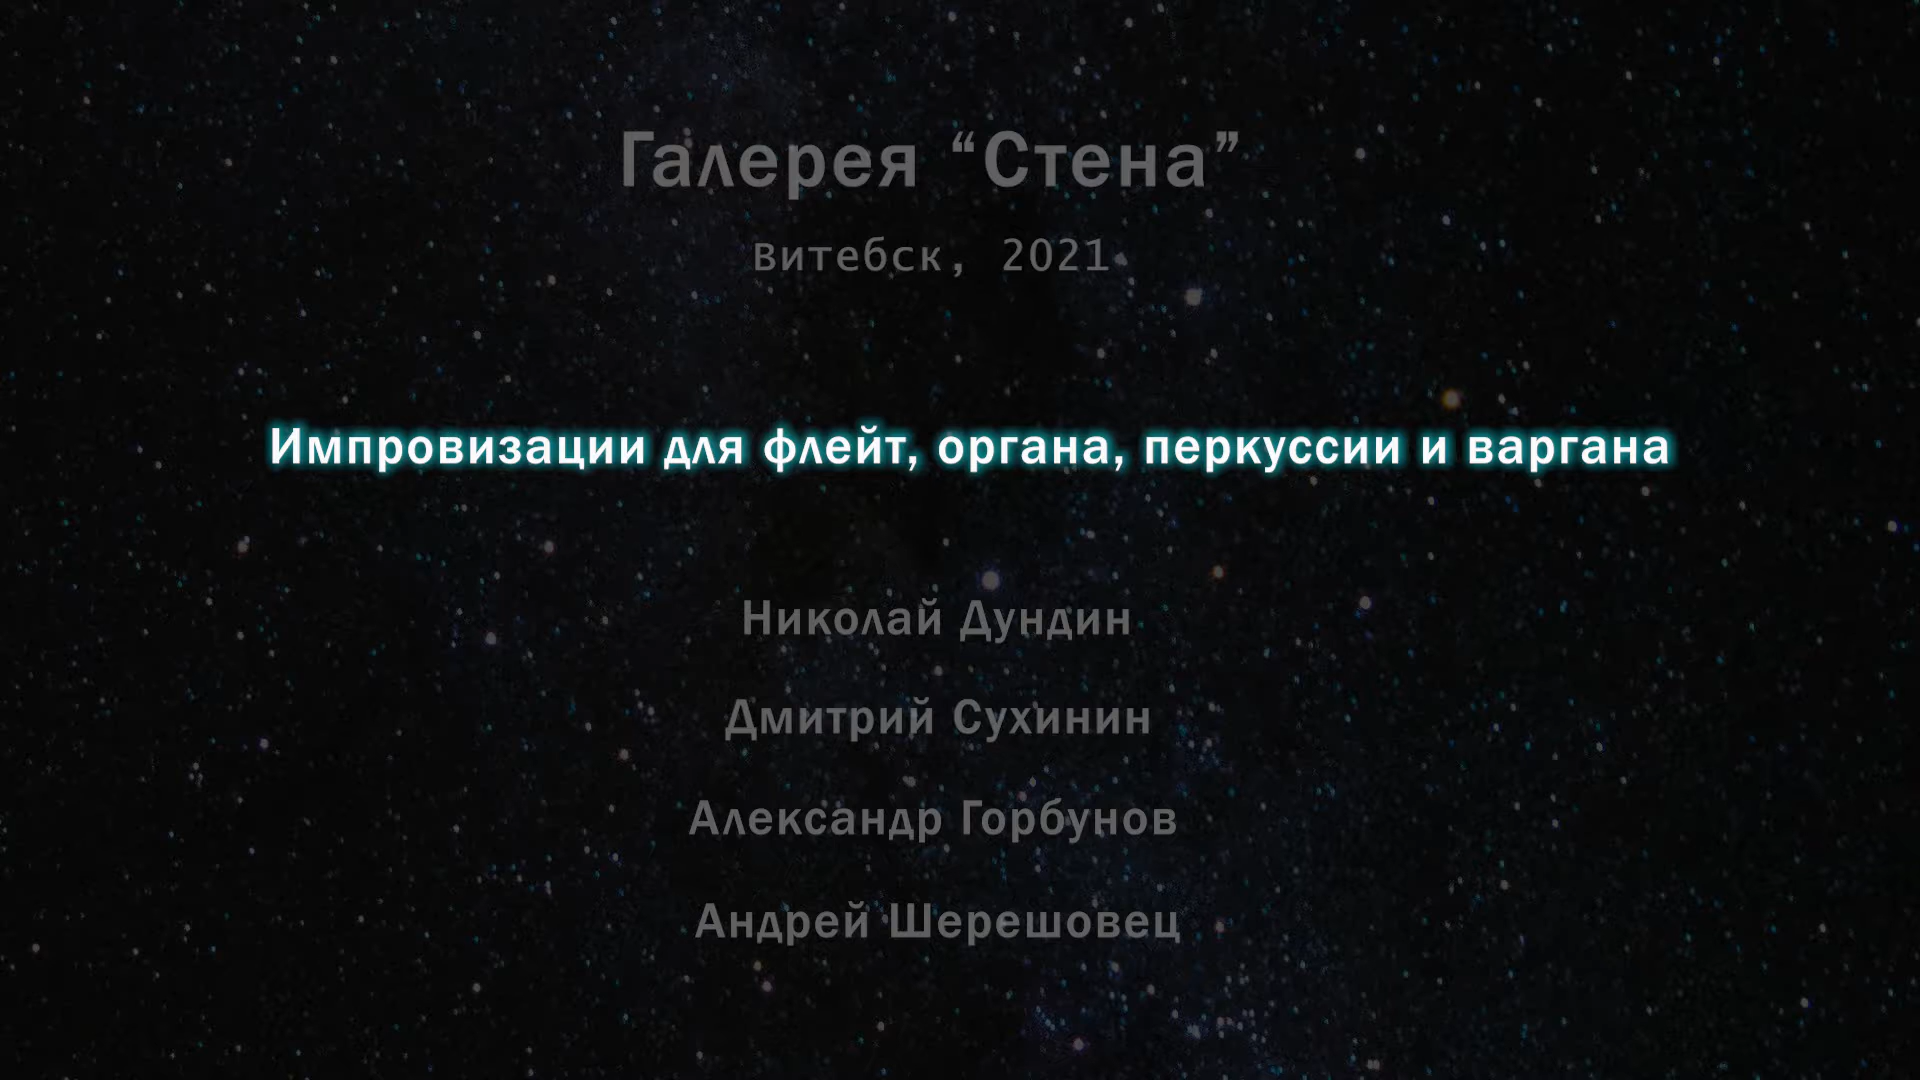 Галерея “Стена”
Витебск, 2021
Импровизации для флейт, органа, перкуссии и варгана
Николай Дундин
Дмитрий Сухинин
Александр Горбунов
Андрей Шерешовец